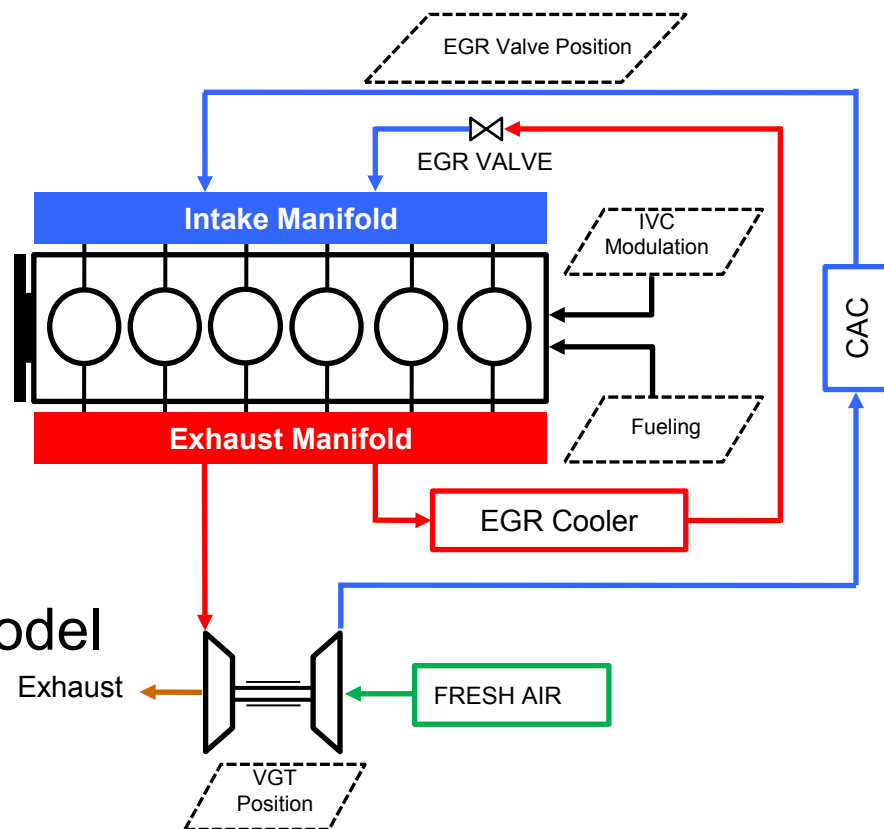 EGR Valve Position
EGR VALVE
Intake Manifold
IVC
Modulation
CAC
Fueling
Exhaust Manifold
EGR Cooler
odel
Exhaust
FRESH AIR
VGT
Position